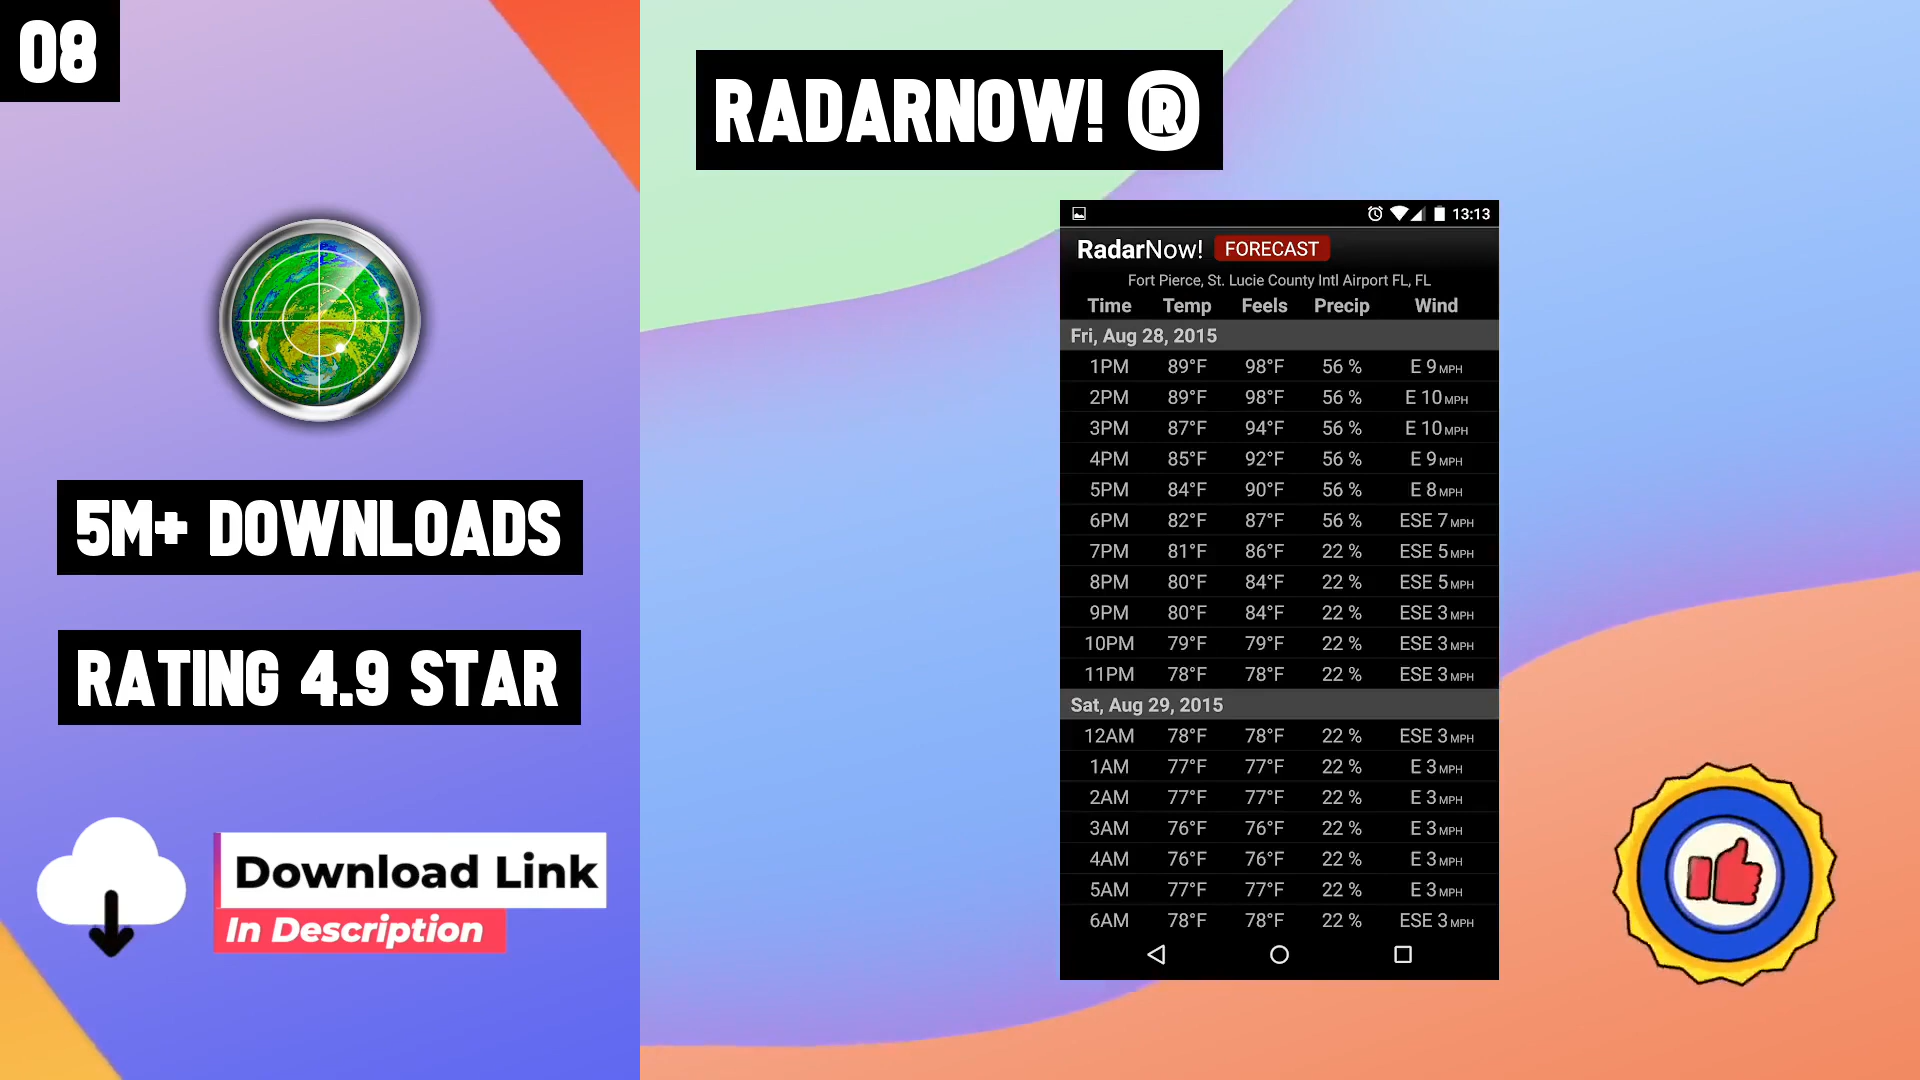 08
RADARNOW! ®
5M+ DOWNLOADS
RATING 4.9 STAR
Download Link
In Description
13:13
RadarNow! FORECAST
Fort Pierce, St. Lucie County Intl Airport FL, FL
Time Temp Feels Precip Wind
Fri, Aug 28, 2015
1PM 89°F 98°F 56 % E 9 MPH
2PM 89°F 98°F 56 % E 10 MPH
3PM 87°F 94°F 56 % E 10 MPH
4PM 85°F 92°F 56 % E 9 MPH
5PM 84°F 90°F 56 % E 8 MPH
6PM 82°F 87°F 56 % ESE 7 MPH
7PM 81°F 86°F 22 % ESE 5 MPH
8PM 80°F 84°F 22 % ESE 5 MPH
9PM 80°F 84°F 22 % ESE 3 MPH
10PM 79°F 79°F 22 % ESE 3 MPH
11PM 78°F 78°F 22 % ESE 3 MPH
Sat, Aug 29, 2015
12AM 78°F 78°F 22 % ESE 3 MPH
1AM 77°F 77°F 22 % E 3 MPH
2AM 77°F 77°F 22 % E 3 MPH
3AM 76°F 76°F 22 % E 3 MPH
4AM 76°F 76°F 22 % E 3 MPH
5AM 77°F 77°F 22 % E 3 MPH
6AM 78°F 78°F 22 % ESE 3 MPH